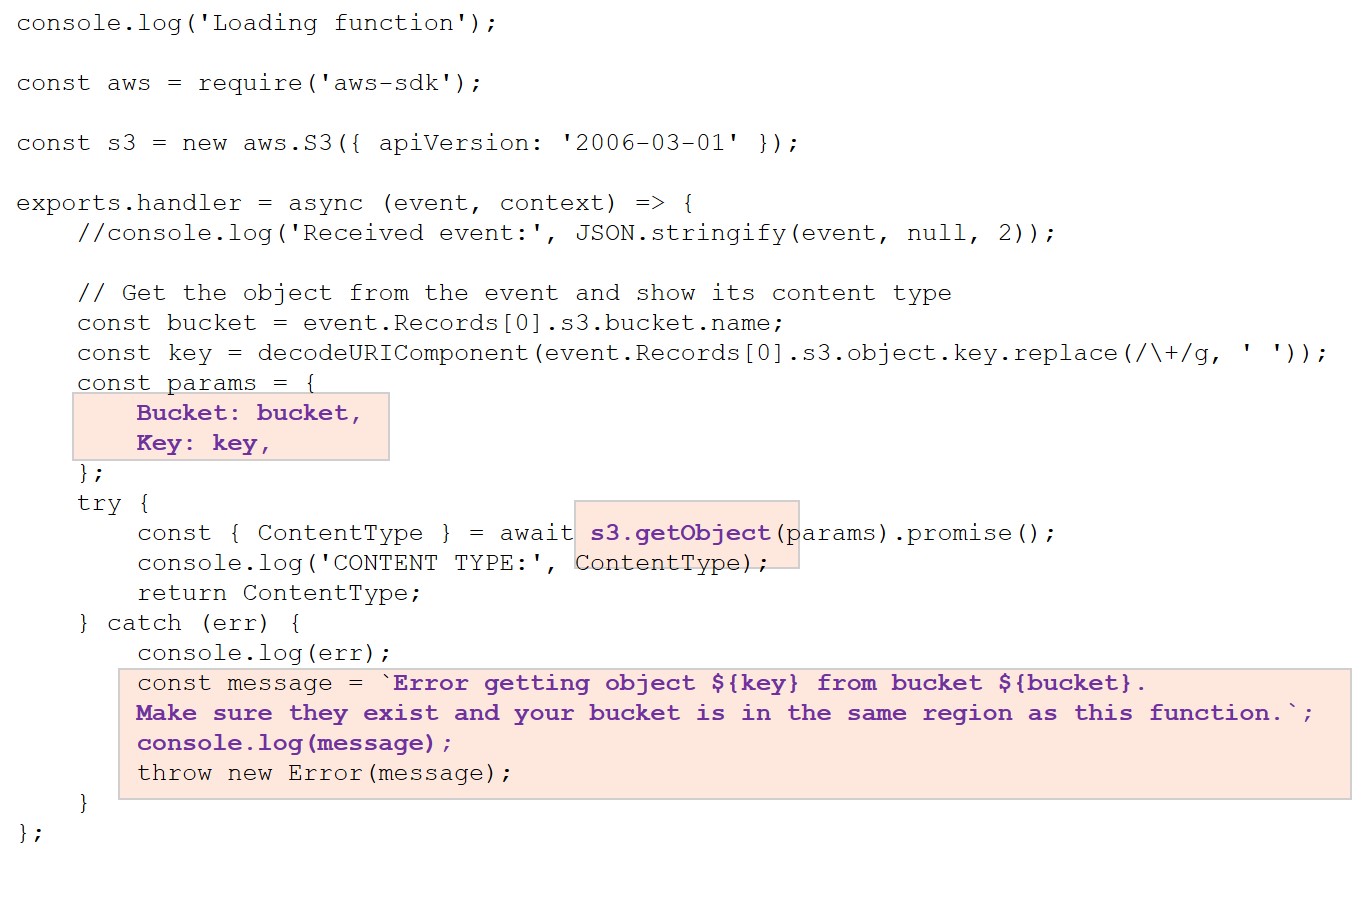 console.log('Loading function');
const aws = require('aws-sdk');
const s3 = new aws.S3({ apiVersion: '2006-03-01' });
exports.handler = async (event, context) => {
    //console.log('Received event:', JSON.stringify(event, null, 2));
    // Get the object from the event and show its content type
    const bucket = event.Records[0].s3.bucket.name;
    const key = decodeURIComponent(event.Records[0].s3.object.key.replace(/\+/g, ' '));
    const params = {
        Bucket: bucket,
        Key: key,
    };
    try {
        const { ContentType } = await s3.getObject(params).promise();
        console.log('CONTENT TYPE:', ContentType);
        return ContentType;
    } catch (err) {
        console.log(err);
        const message = `Error getting object ${key} from bucket ${bucket}.
        Make sure they exist and your bucket is in the same region as this function.`;
        console.log(message);
        throw new Error(message);
    }
};